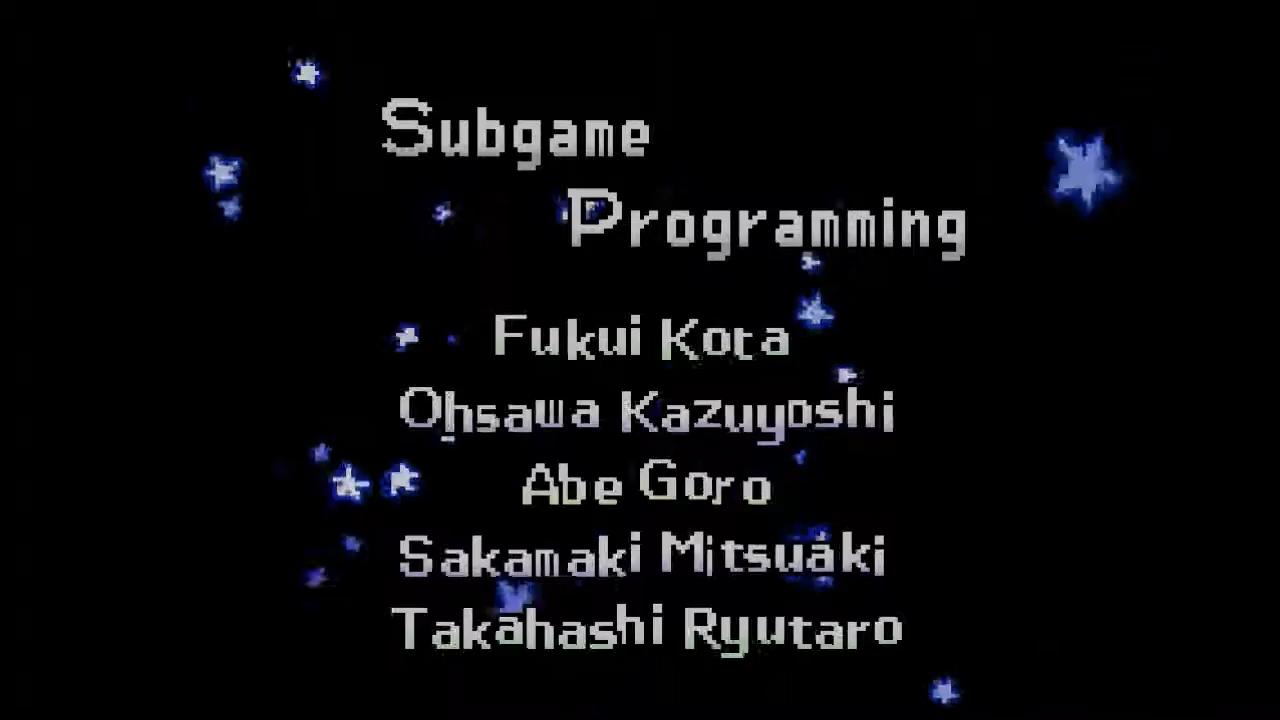 Subgame
Programming
Fukui Kota
Ohsawa Kazuyoshi
Abe Goro
Sakamaki Mitsuaki
Takahashi Ryutaro